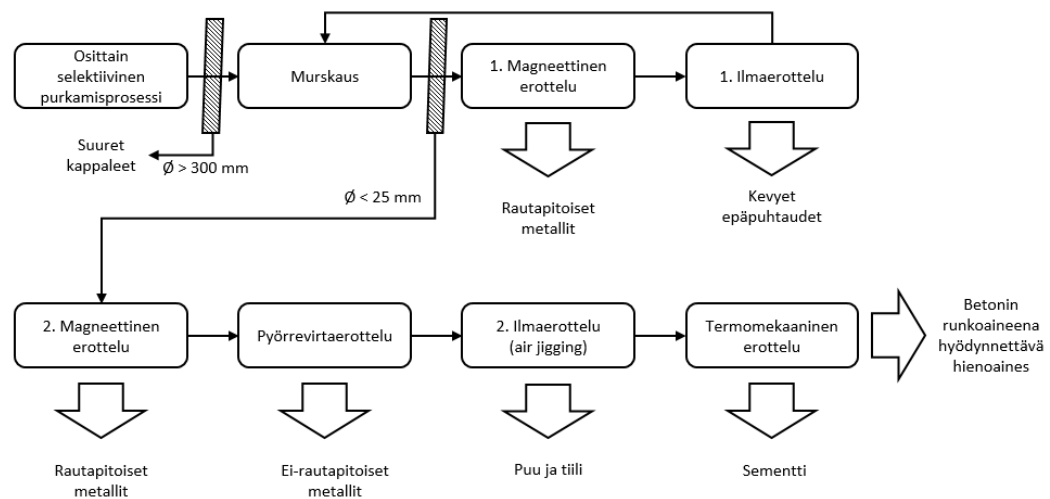 Osittain
selektiivinen
purkamisprosessi
Murskaus
1. Magneettinen
erottelu
1. Ilmaerottelu
Suuret
kappaleet
Ø > 300 mm
Ø < 25 mm
Rautapitoiset
metallit
Kevyet
epäpuhtaudet
2. Magneettinen
erottelu
Pyörrevirtaerottelu
2. Ilmaerottelu
(air jigging)
Termomekaaninen
erottelu
Betonin
runkoaineena
hyödynnettävä
hienoaines
Rautapitoiset
metallit
Ei-rautapitoiset
metallit
Puu ja tiili
Sementti